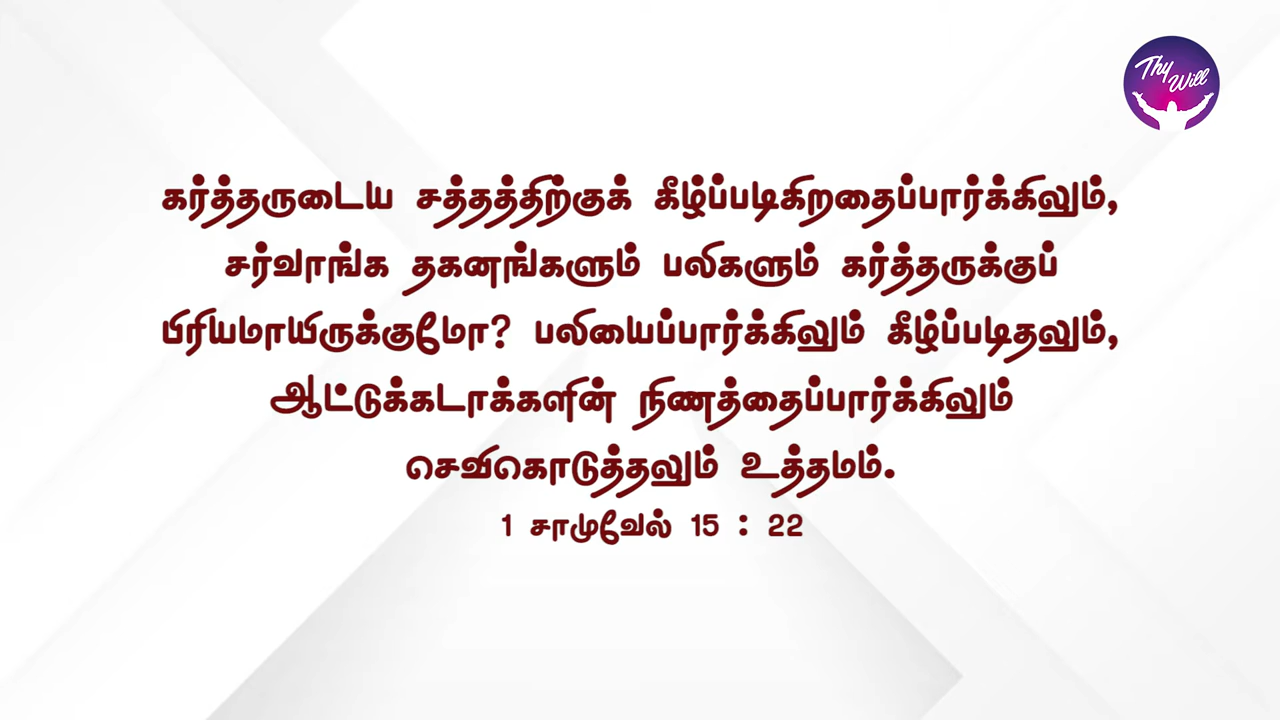 Thy
Will
கர்த்தருடைய சத்தத்திற்குக் கீழ்ப்படிகிறதைப்பார்க்கிலும்,
சர்வாங்க தகனங்களும் பலிகளும் கர்த்தருக்குப்
பிரியமாயிருக்குமோ? பலியைப்பார்க்கிலும் கீழ்ப்படிதலும்,
ஆட்டுக்கடாக்களின் நிணத்தைப்பார்க்கிலும்
செவிகொடுத்தலும் உத்தமம்.
1 சாமுவேல் 15 : 22